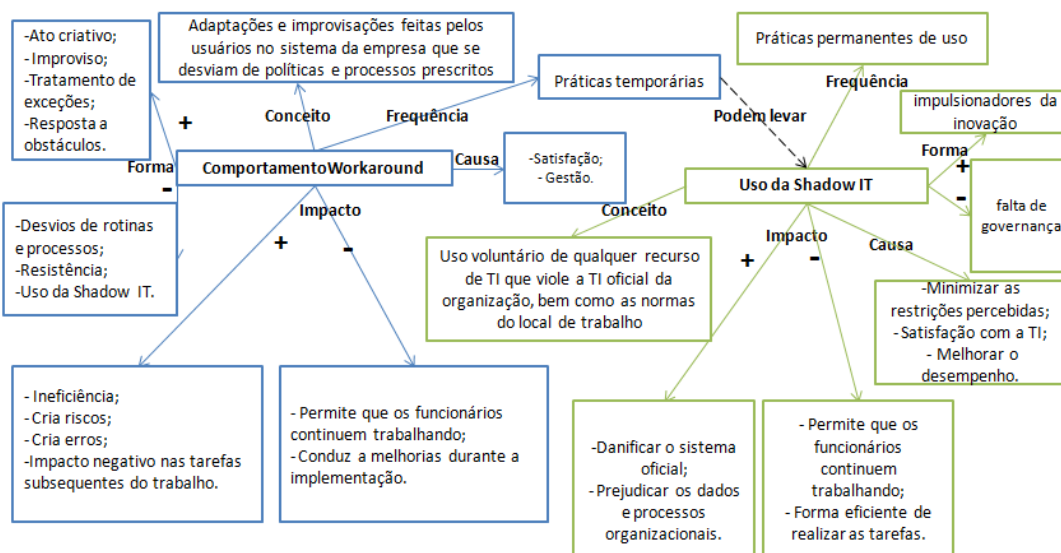 -Ato criativo;
-Improviso;
-Tratamento de
exceções;
-Resposta a
obstáculos.
Adaptações e improvisações feitas pelos
usuários no sistema da empresa que se
desviam de políticas e processos prescritos
Práticas temporárias
Práticas permanentes de uso
Frequência
impulsionadores da
inovação
Conceito
Frequência
Podem levar
+
Forma
-
Comportamento Workaround
Causa
-Satisfação;
- Gestão.
Uso da Shadow IT
Forma
+
-
falta de
governança
-Desvios de rotinas
e processos;
-Resistência;
-Uso da Shadow IT.
Impacto
+
-
Conceito
Impacto
+
-
Causa
Uso voluntário de qualquer recurso
de TI que viole a TI oficial da
organização, bem como as normas
do local de trabalho
-Minimizar as
restrições percebidas;
-Satisfação com a TI;
- Melhorar o
desempenho.
- Ineficiência;
- Cria riscos;
- Cria erros;
-Impacto negativo nas tarefas
subsequentes do trabalho.
- Permite que os funcionários
continuem trabalhando;
- Conduz a melhorias durante a
implementação.
-Danificar o sistema
oficial;
- Prejudicar os dados
e processos
organizacionais.
- Permite que os
funcionários
continuem
trabalhando;
- Forma eficiente de
realizar as tarefas.